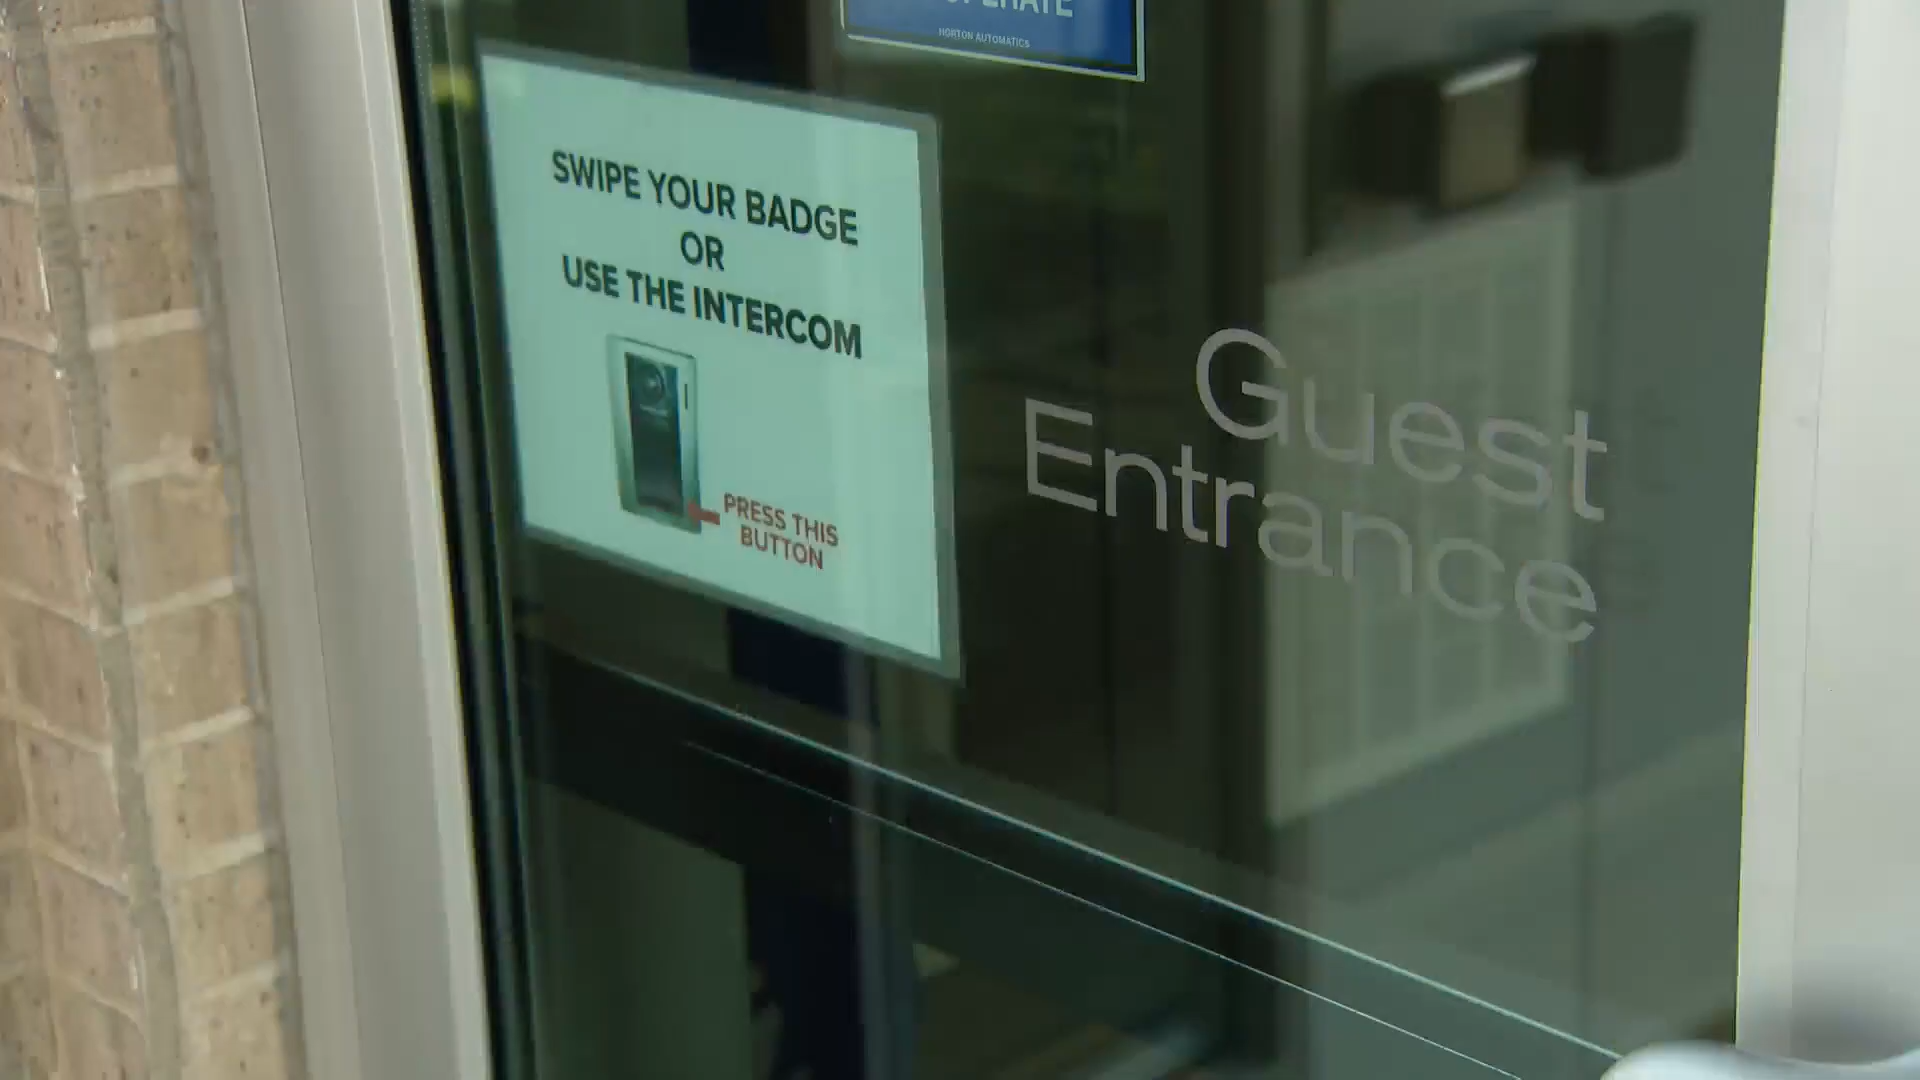 HORTON AUTOMATICS
SWIPE YOUR BADGE
OR
USE THE INTERCOM
PRESS THIS
BUTTON
Guest
Entrance